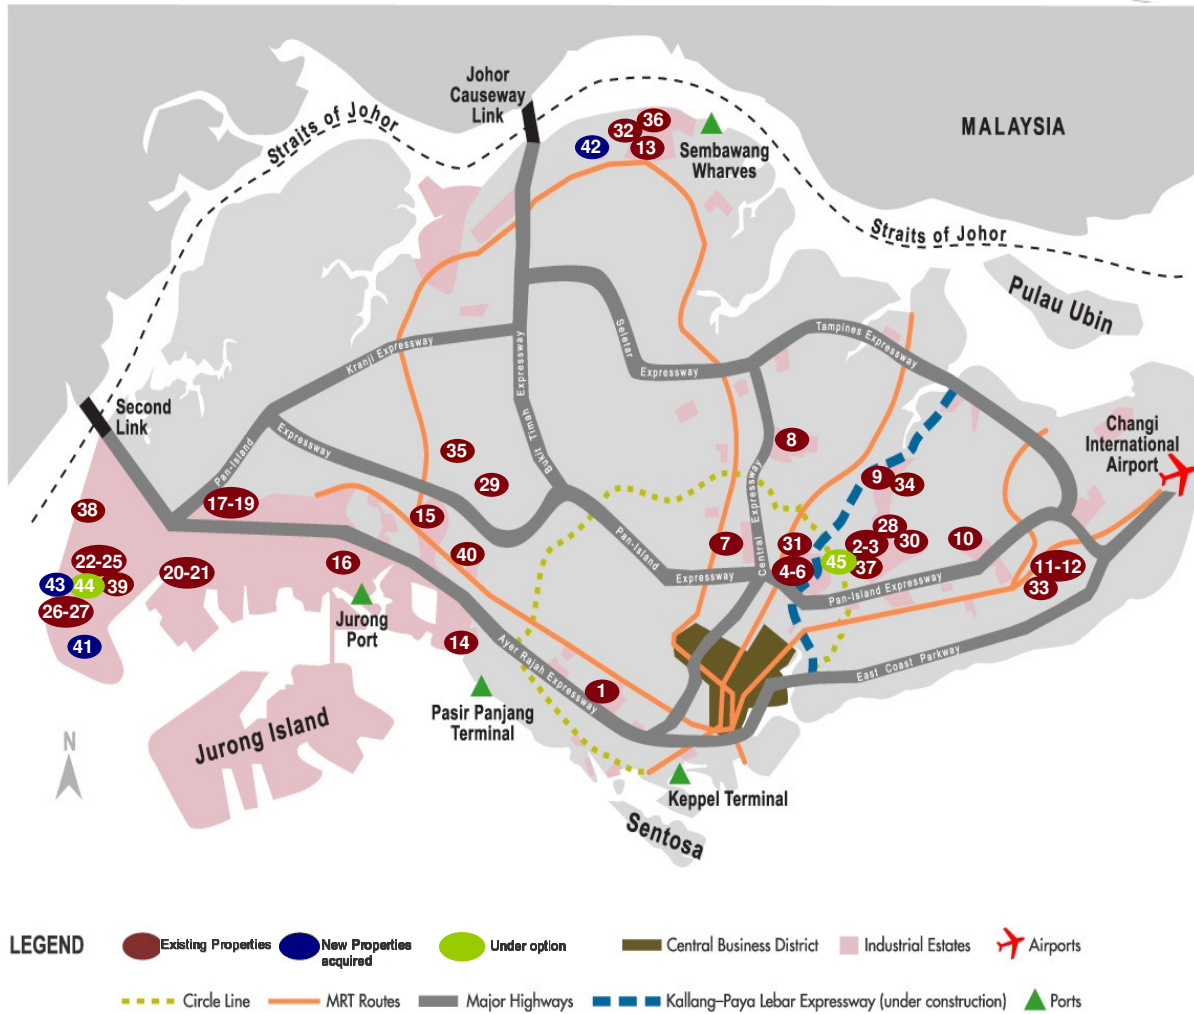 Johor
Causeway
Link
Straits of Johor
MALAYSIA
36
32
42
13
Sembawang
Wharves
Straits of Johor
Pulau Ubin
Seletar
Expressway
Tampines Expressway
Kranji Expressway
Expressway
Bukit Timah
Second
Link
Pan-Island
Expressway
Changi
International
Airport
35
8
29
9
34
17-19
38
15
Central Expressway
Pan-Island
Expressway
28
7
31
2-3
30
10
40
22-25
16
20-21
45
37
4-6
11-12
43
44
39
33
Pan-Island Expressway
26-27
Jurong
Port
41
14
Ayer Rajah Expressway
East Coast Parkway
1
Pasir Panjang
Terminal
Jurong Island
N
Keppel Terminal
Sentosa
LEGEND
Existing Properties
New Properties
acquired
Under option
Central Business District
Industrial Estates
Airports
Circle Line
MRT Routes
Major Highways
Kallang–Paya Lebar Expressway (under construction)
Ports